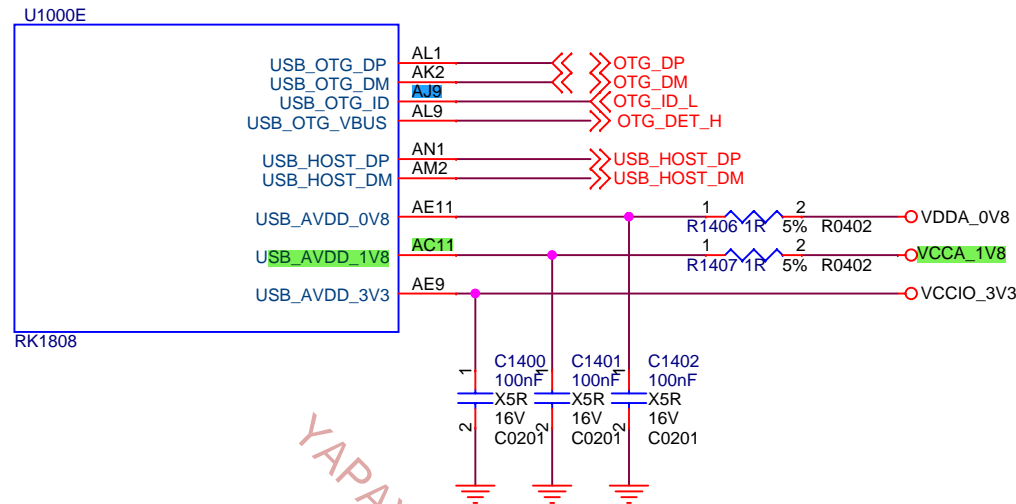 U1000E
USB_OTG_DP AL1 OTG_DP
USB_OTG_DM AK2 OTG_DM
USB_OTG_ID AJ9 OTG_ID_L
USB_OTG_VBUS AL9 OTG_DET_H
USB_HOST_DP AN1 USB_HOST_DP
USB_HOST_DM AM2 USB_HOST_DM
USB_AVDD_0V8 AE11 1 2 VDDA_0V8
R1406 1R 5% R0402
USB_AVDD_1V8 AC11 1 2 VCCA_1V8
R1407 1R 5% R0402
USB_AVDD_3V3 AE9 VCCIO_3V3
RK1808
C1400 C1401 C1402
1 100nF 1 100nF 1 100nF
X5R X5R X5R
16V 16V 16V
2 C0201 2 C0201 2 C0201